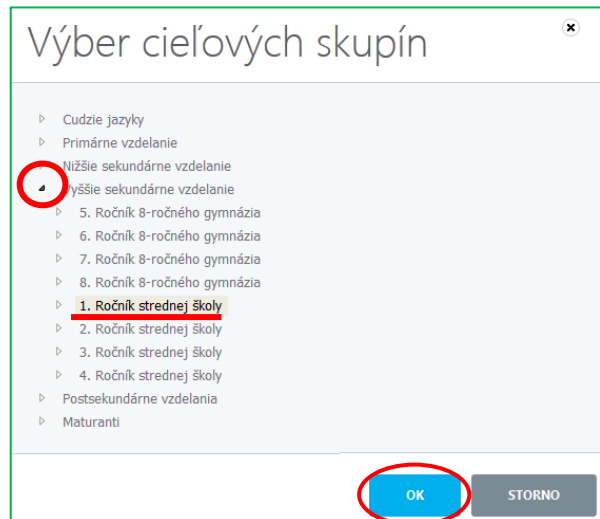 Výber cieľových skupín
Cudzie jazyky
Primárne vzdelanie
Nižšie sekundárne vzdelanie
Vyššie sekundárne vzdelanie
5. Ročník 8-ročného gymnázia
6. Ročník 8-ročného gymnázia
7. Ročník 8-ročného gymnázia
8. Ročník 8-ročného gymnázia
1. Ročník strednej školy
2. Ročník strednej školy
3. Ročník strednej školy
4. Ročník strednej školy
Postsekundárne vzdelania
Maturanti
OK STORNO